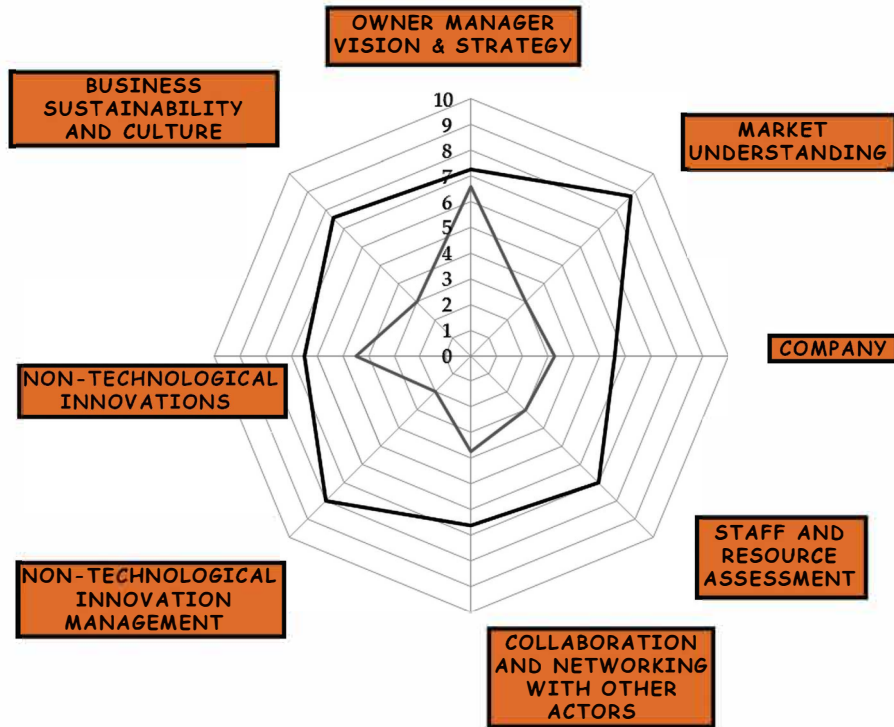 OWNER MANAGER
VISION & STRATEGY
BUSINESS
SUSTAINABILITY
AND CULTURE
MARKET
UNDERSTANDING
10
9
8
7
6
5
4
3
2
1
0
COMPANY
NON-TECHNOLOGICAL
INNOVATIONS
STAFF AND
RESOURCE
ASSESSMENT
NON-TECHNOLOGICAL
INNOVATION
MANAGEMENT
COLLABORATION
AND NETWORKING
WITH OTHER
ACTORS